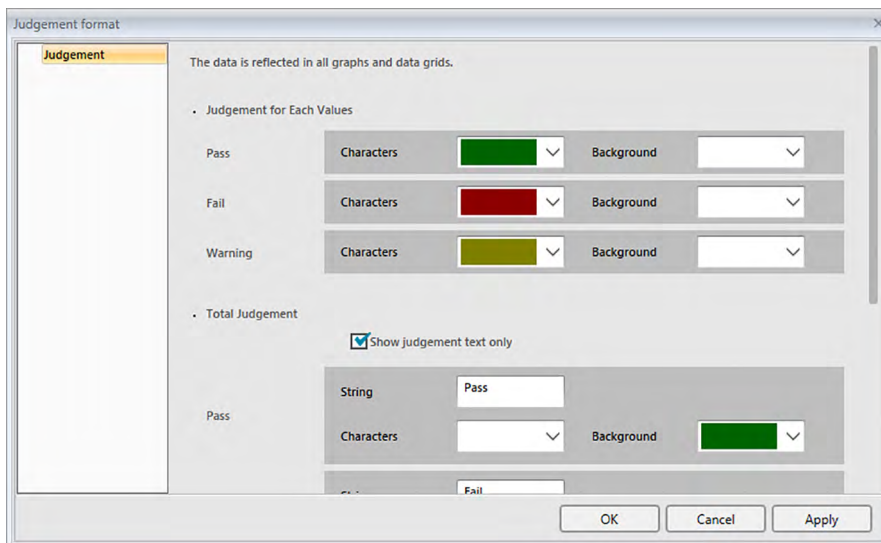 Judgement format
Judgement
The data is reflected in all graphs and data grids.
• Judgement for Each Values
Pass Characters Background
Fail Characters Background
Warning Characters Background
• Total Judgement
Show judgement text only
String Pass
Pass
Characters Background
Fail
OK Cancel Apply